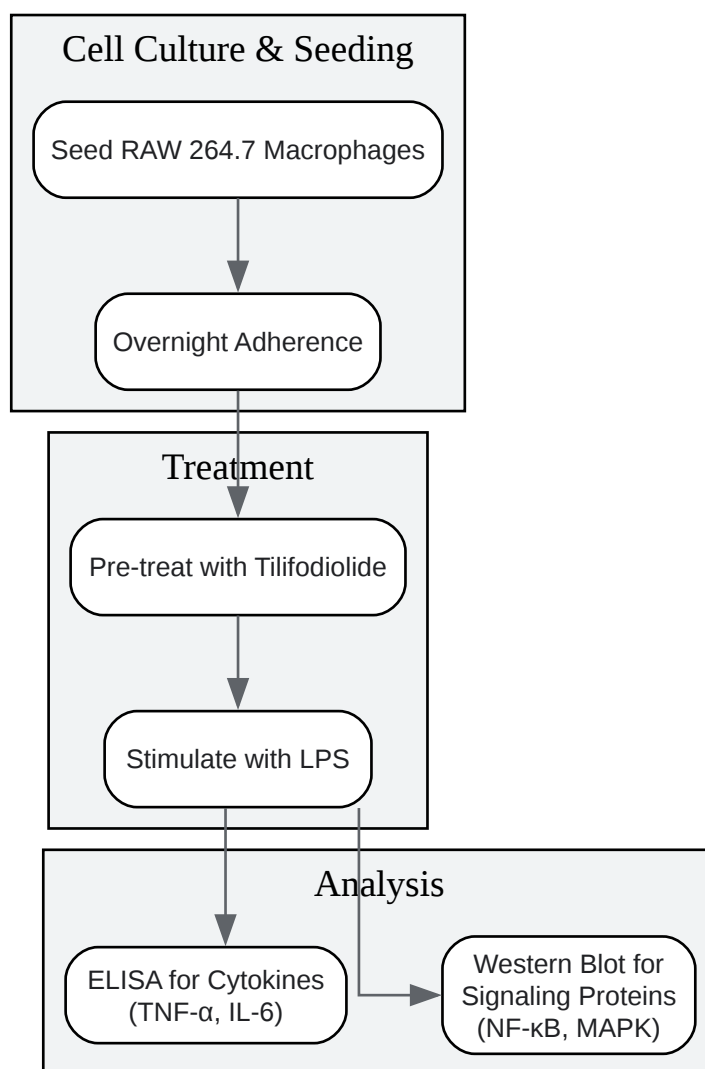 Cell Culture & Seeding
Seed RAW 264.7 Macrophages
Overnight Adherence
Treatment
Pre-treat with Tilifodiolide
Stimulate with LPS
Analysis
ELISA for Cytokines
(TNF-α, IL-6)
Western Blot for
Signaling Proteins
(NF-κB, MAPK)